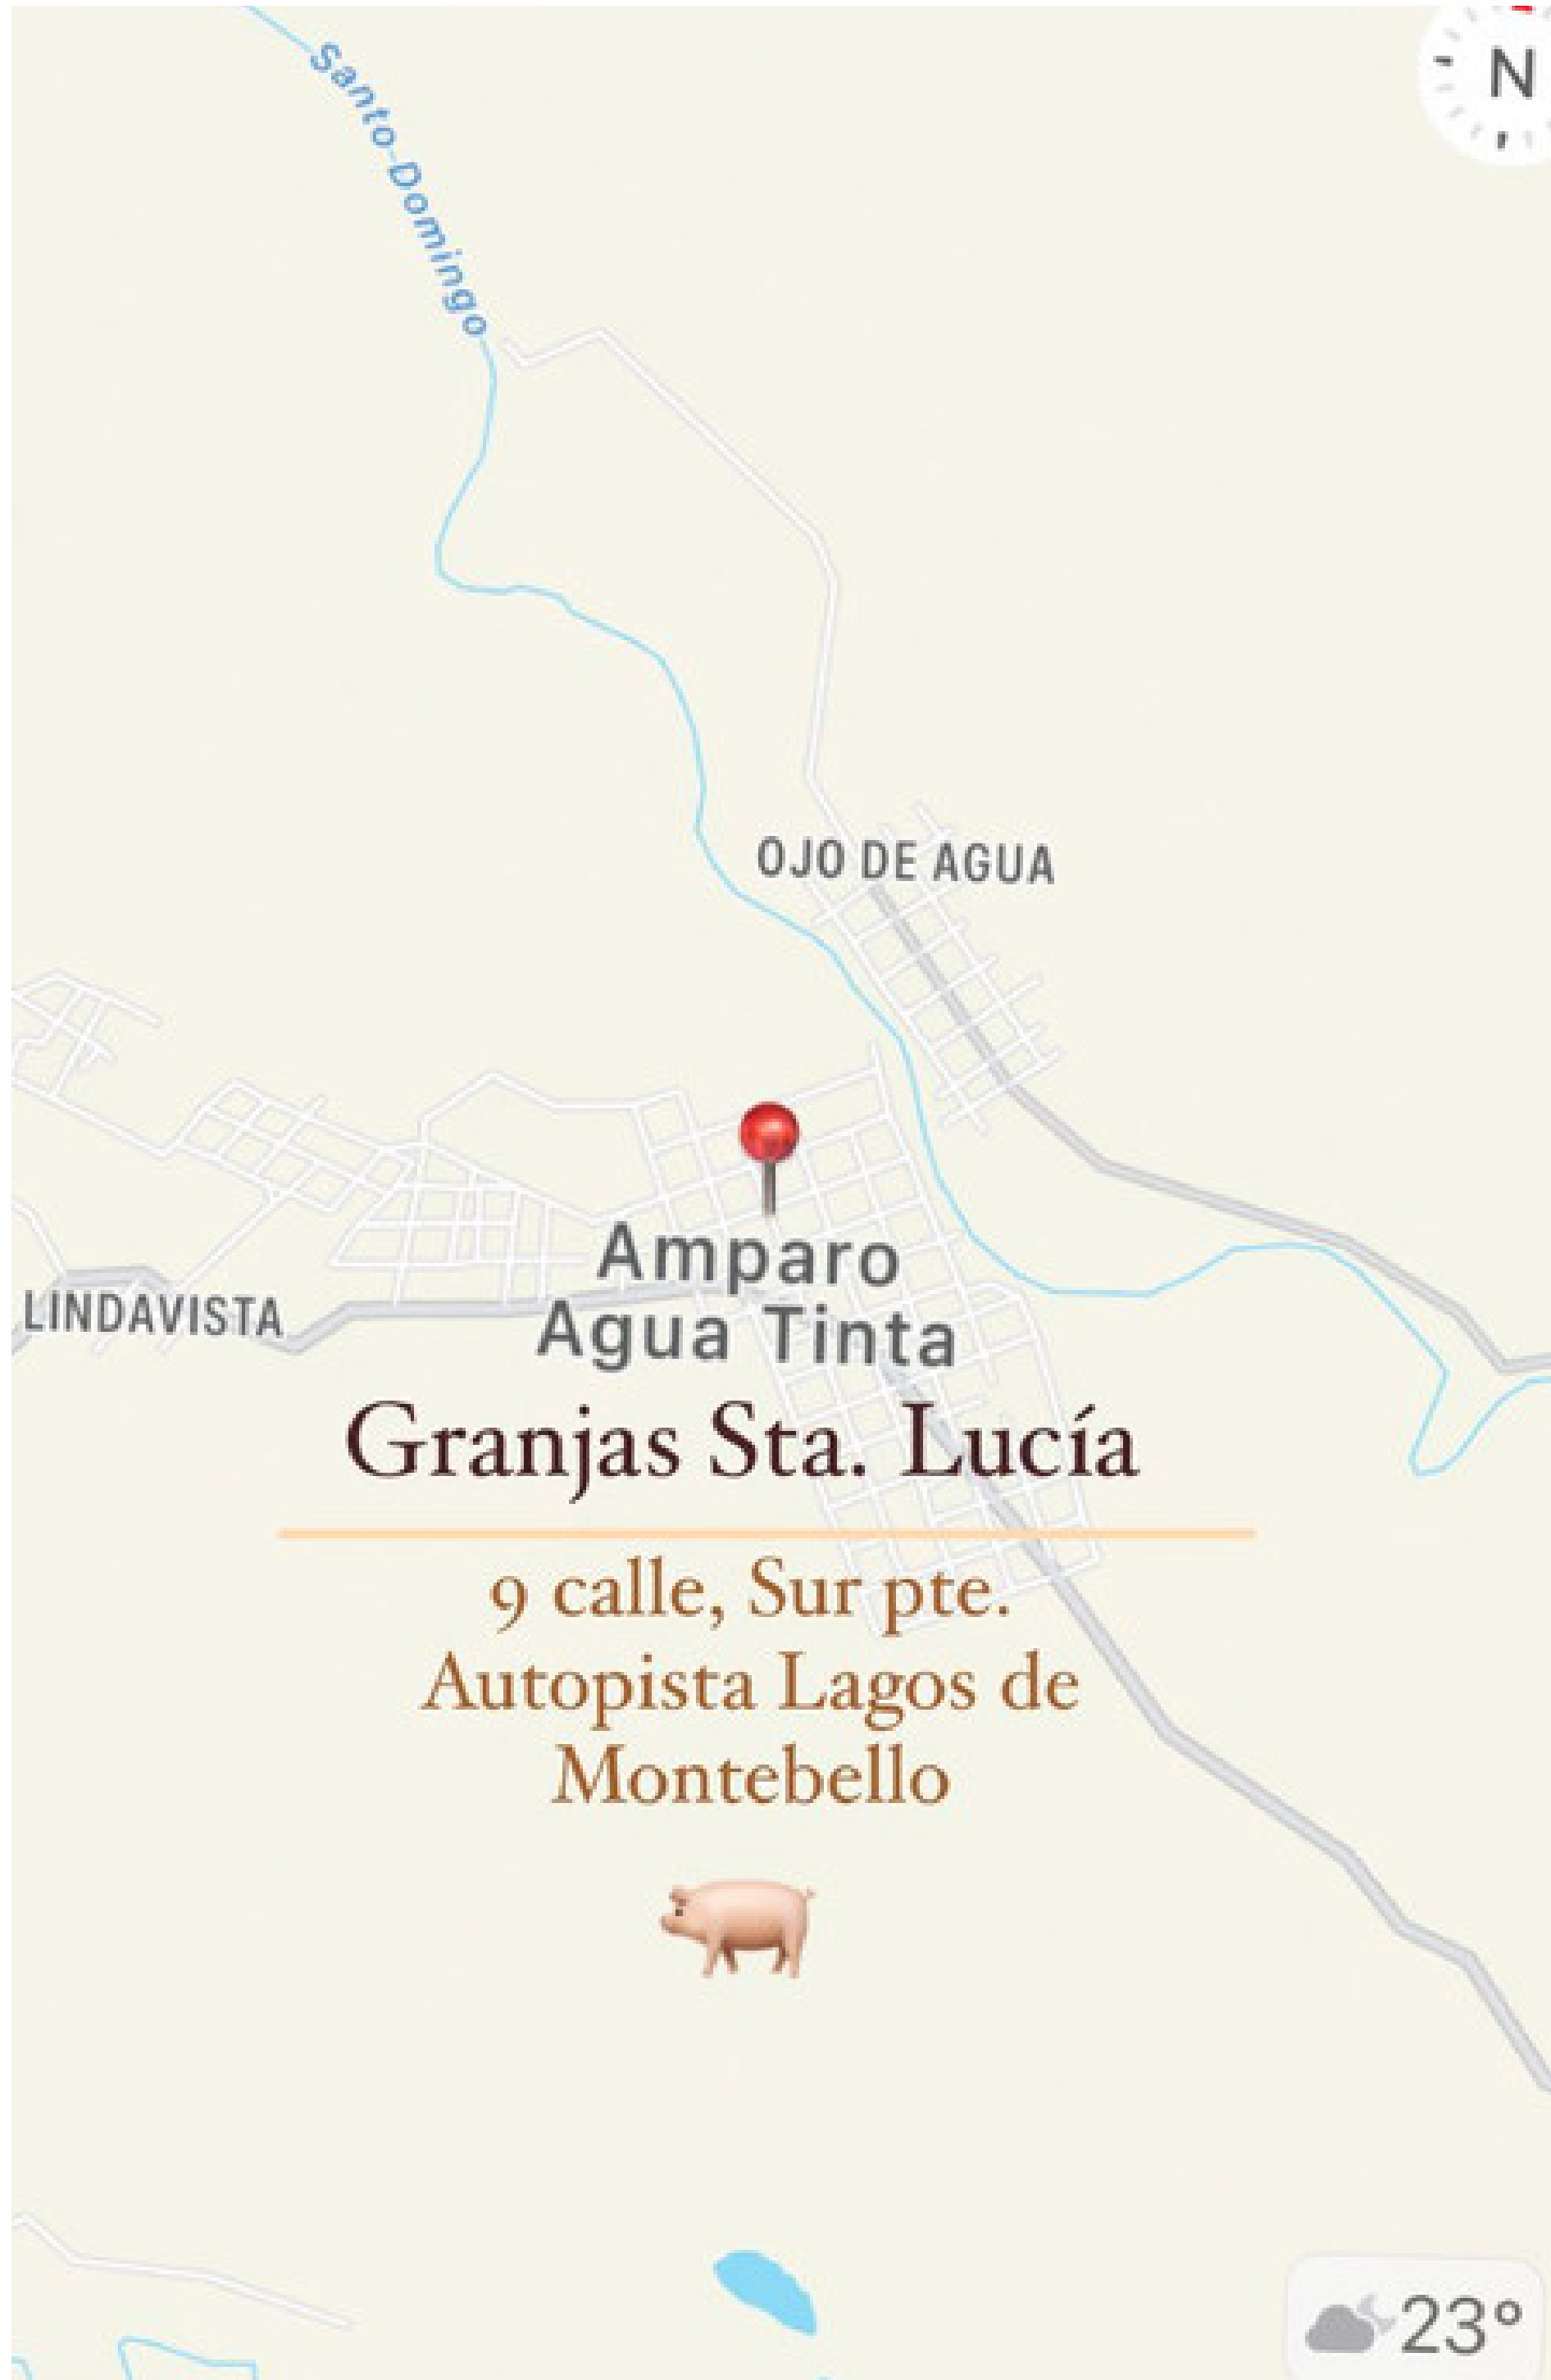 Santo Domingo
N
OJO DE AGUA
Amparo
Agua Tinta
LINDAVISTA
Granjas Sta. Lucía
9 calle, Sur pte.
Autopista Lagos de
Montebello
23°